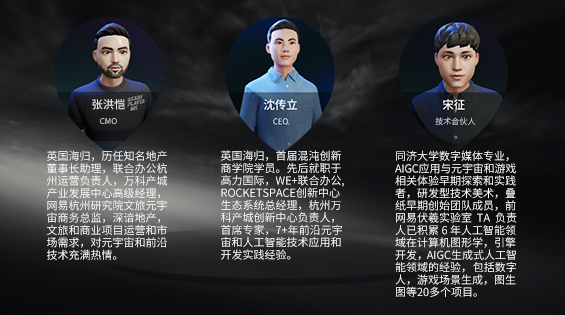 READY
PLAYER
ME
张洪恺
CMO
英国海归，历任知名地产
董事长助理，联合办公杭
州运营负责人，万科产城
产业发展中心高级经理，
网易杭州研究院文旅元宇
宙商务总监，深谙地产，
文旅和商业项目运营和市
场需求，对元宇宙和前沿
技术充满热情。
沈传立
CEO.
英国海归，首届混沌创新
商学院学员。先后就职于
高力国际，WE+联合办公,
ROCKETSPACE创新中心
生态系统总经理，杭州万
科产城创新中心负责人，
首席专家，7+年前沿元宇
宙和人工智能技术应用和
开发实践经验。
宋征
技术合伙人
同济大学数字媒体专业，
AIGC应用与元宇宙和游戏
相关体验早期探索和实践
者，研发型技术美术，叠
纸早期创始团队成员，前
网易伏羲实验室 TA 负责
人已积累 6 年人工智能领
域在计算机图形学，引擎
开发，AIGC生成式人工智
能领域的经验，包括数字
人，游戏场景生成，图生
图等20多个项目。